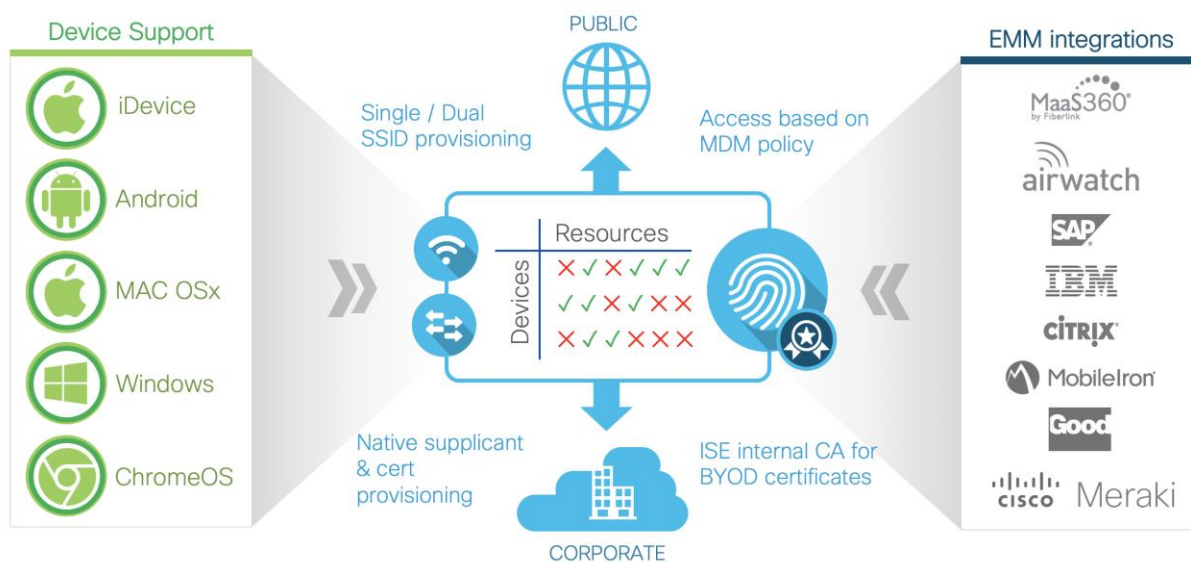 Device Support
iDevice
Android
MAC OSx
Windows
ChromeOS
PUBLIC
Single / Dual
SSID provisioning
Access based on
MDM policy
Resources
Devices
Native supplicant
& cert
provisioning
ISE internal CA for
BYOD certificates
CORPORATE
EMM integrations
MaaS360®
by Fiberlink
airwatch
SAP®
IBM
CİTRIX®
MobileIron®
Good
cisco Meraki